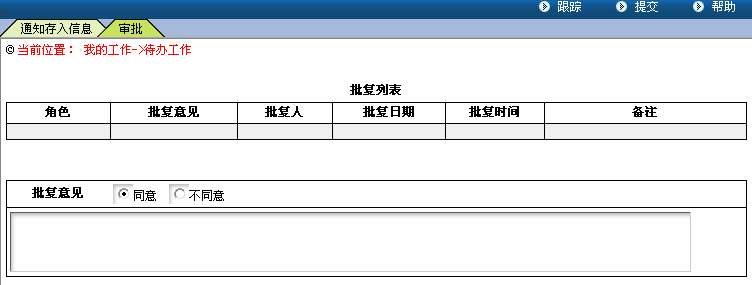 跟踪 提交 帮助
通知存入信息 审批
©当前位置： 我的工作->待办工作
批复列表
角色 批复意见 批复人 批复日期 批复时间 备注
批复意见 同意 不同意